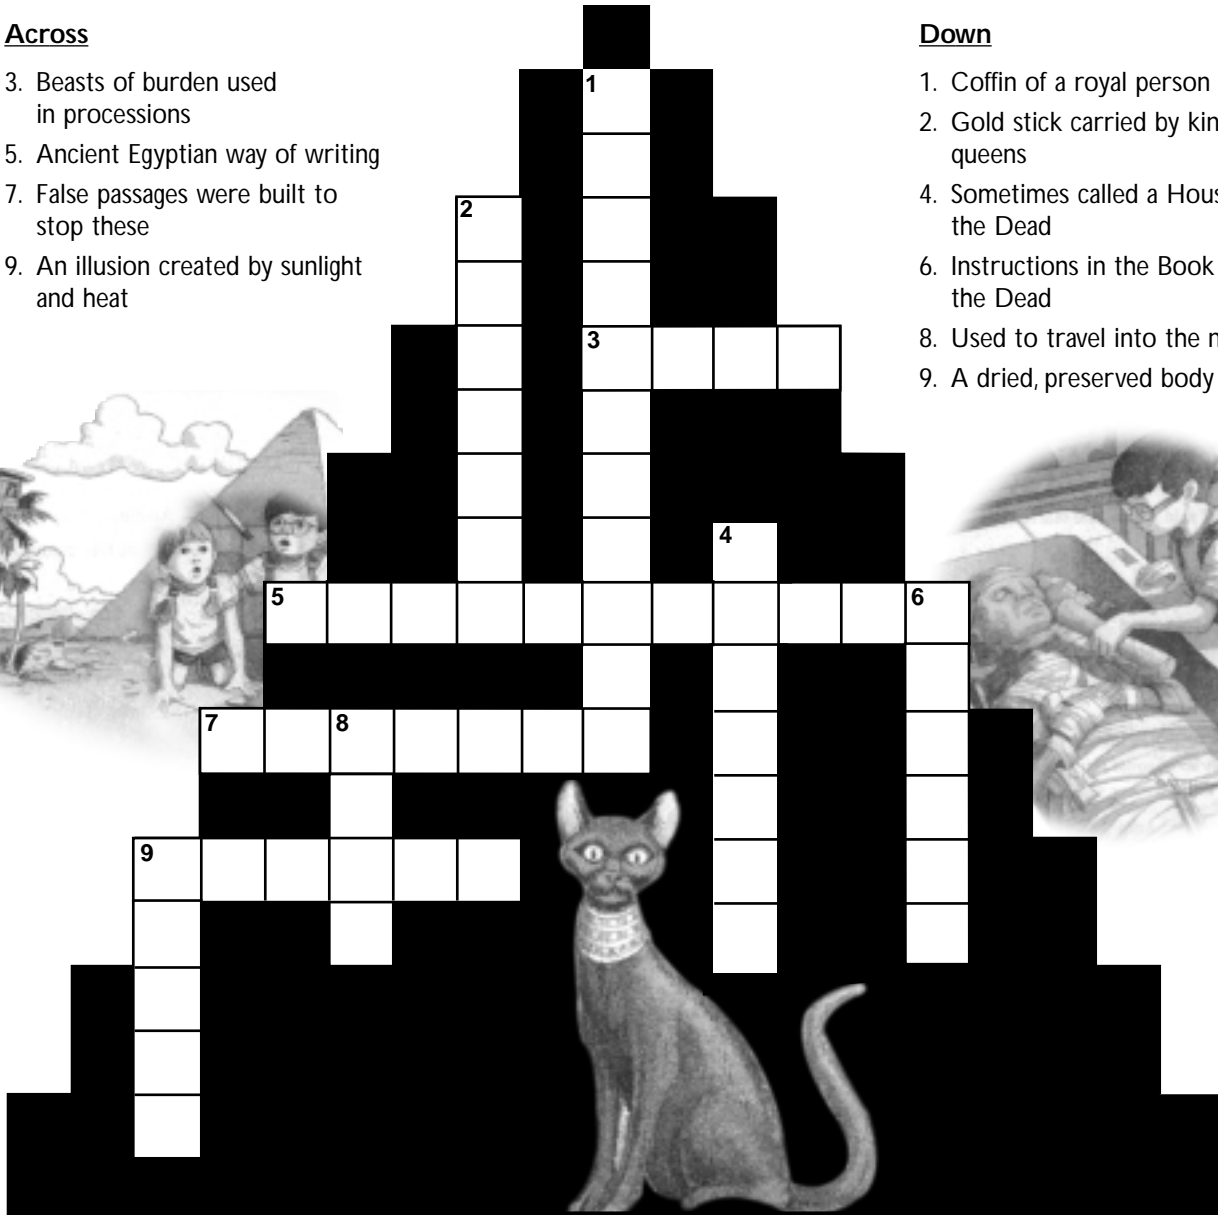 Across
3. Beasts of burden used
in processions
5. Ancient Egyptian way of writing
7. False passages were built to
stop these
9. An illusion created by sunlight
and heat
Down
1. Coffin of a royal person
2. Gold stick carried by
queens
4. Sometimes called a
the Dead
6. Instructions in the Book
the Dead
8. Used to travel into the
9. A dried, preserved body
1
2
3
4
5
6
7
8
9